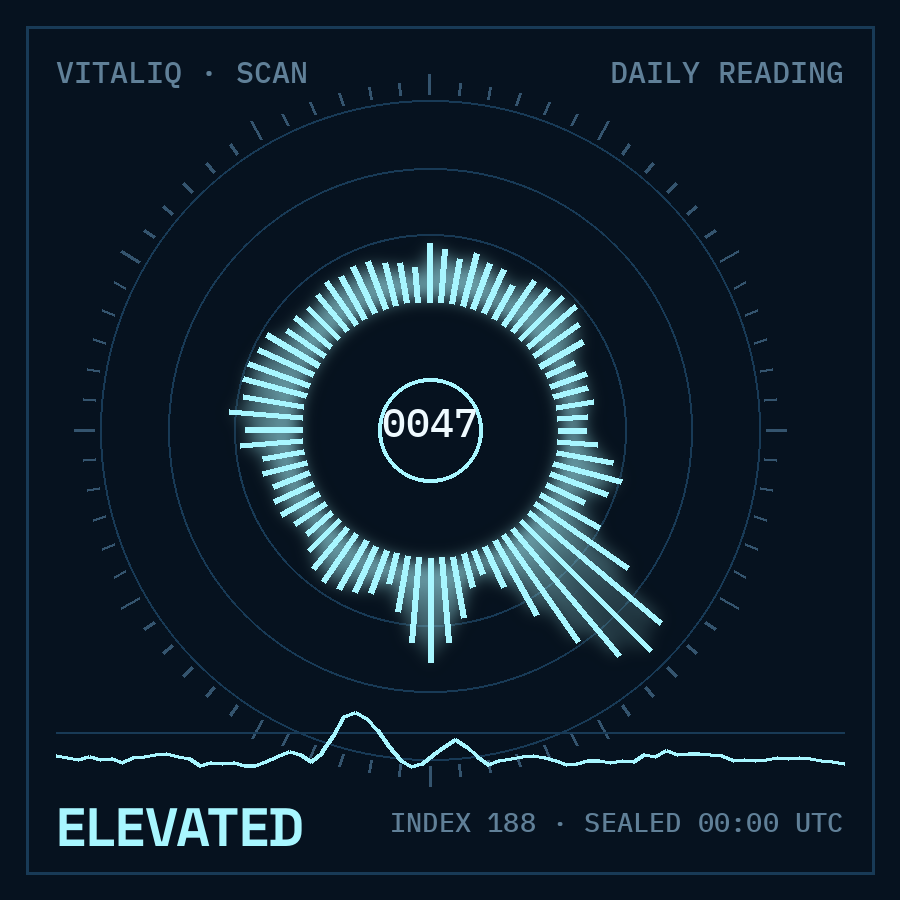 VITALIQ · SCAN
DAILY READING
0047
ELEVATED
INDEX 188 · SEALED 00:00 UTC